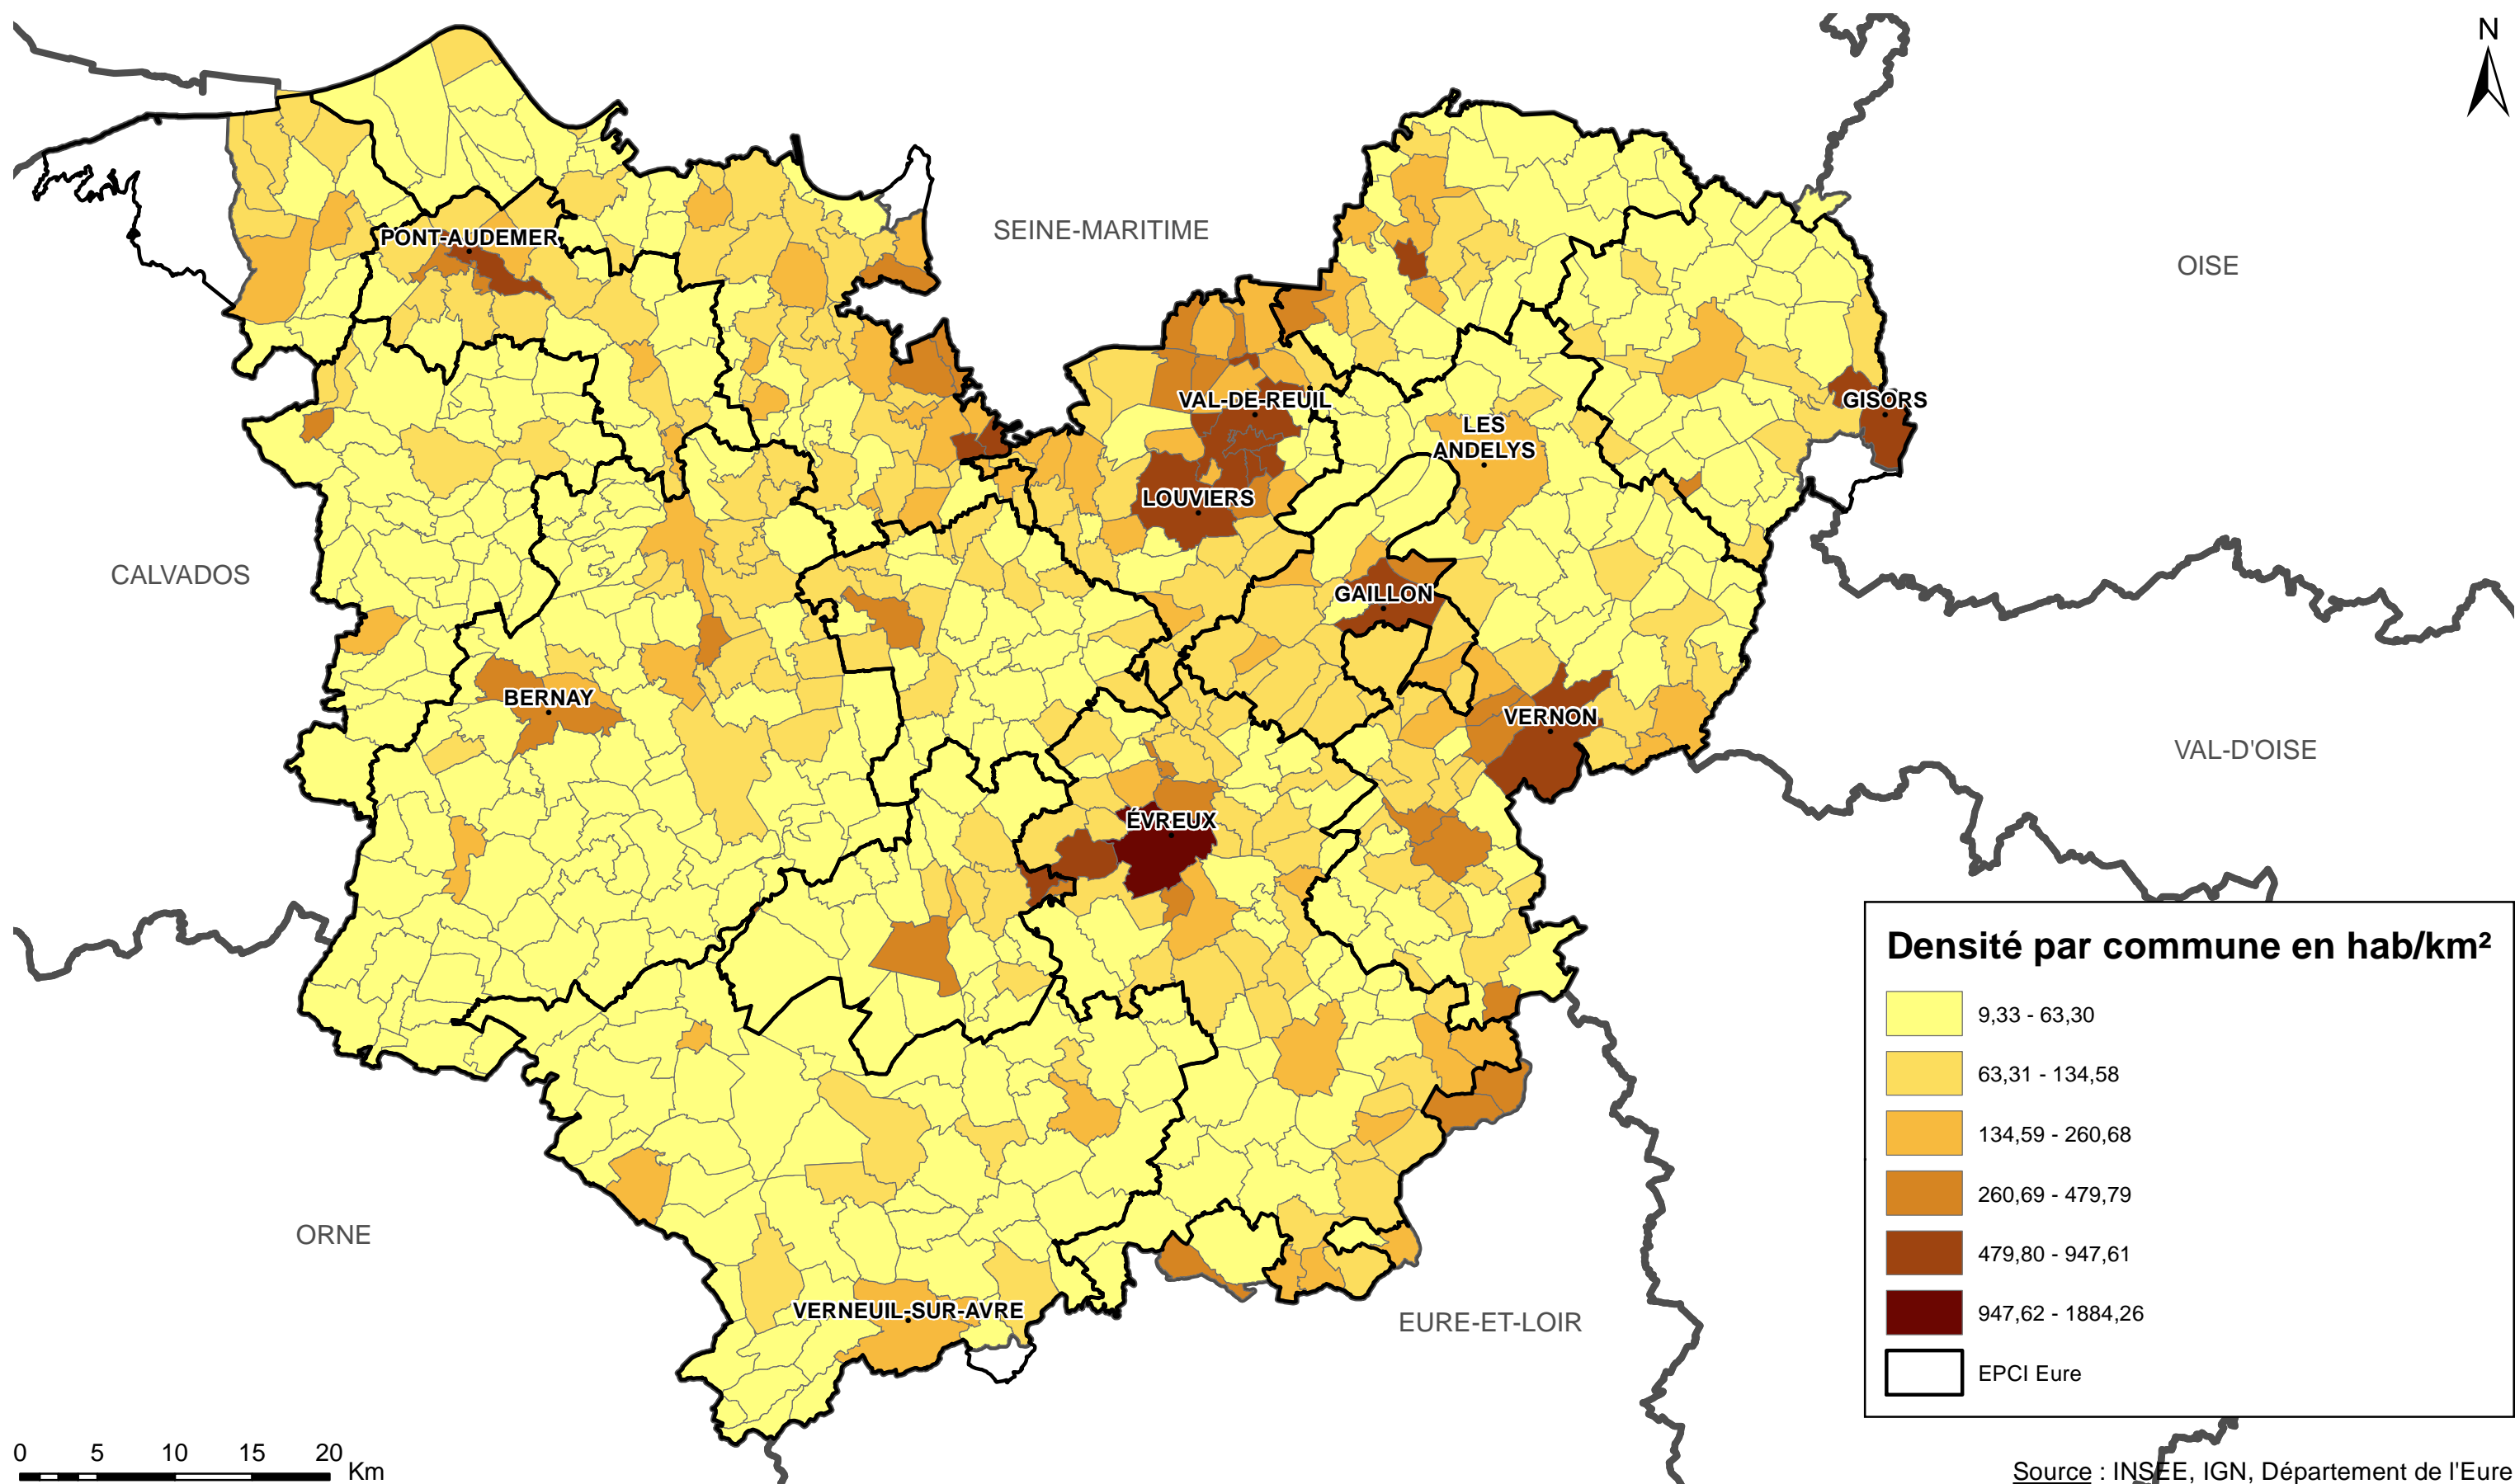 N
SEINE-MARITIME
PONT-AUDEMER
OISE
VAL-DE-REUIL
GISORS
LES
ANDELYS
LOUVIERS
CALVADOS
GAILLON
BERNAY
VERNON
VAL-D'OISE
ÉVREUX
Densité par commune en hab/km²
9,33 - 63,30
63,31 - 134,58
134,59 - 260,68
260,69 - 479,79
479,80 - 947,61
947,62 - 1884,26
EPCI Eure
ORNE
VERNEUIL-SUR-AVRE
EURE-ET-LOIR
0 5 10 15 20
Km
Source : INSEE, IGN, Département de l'Eure